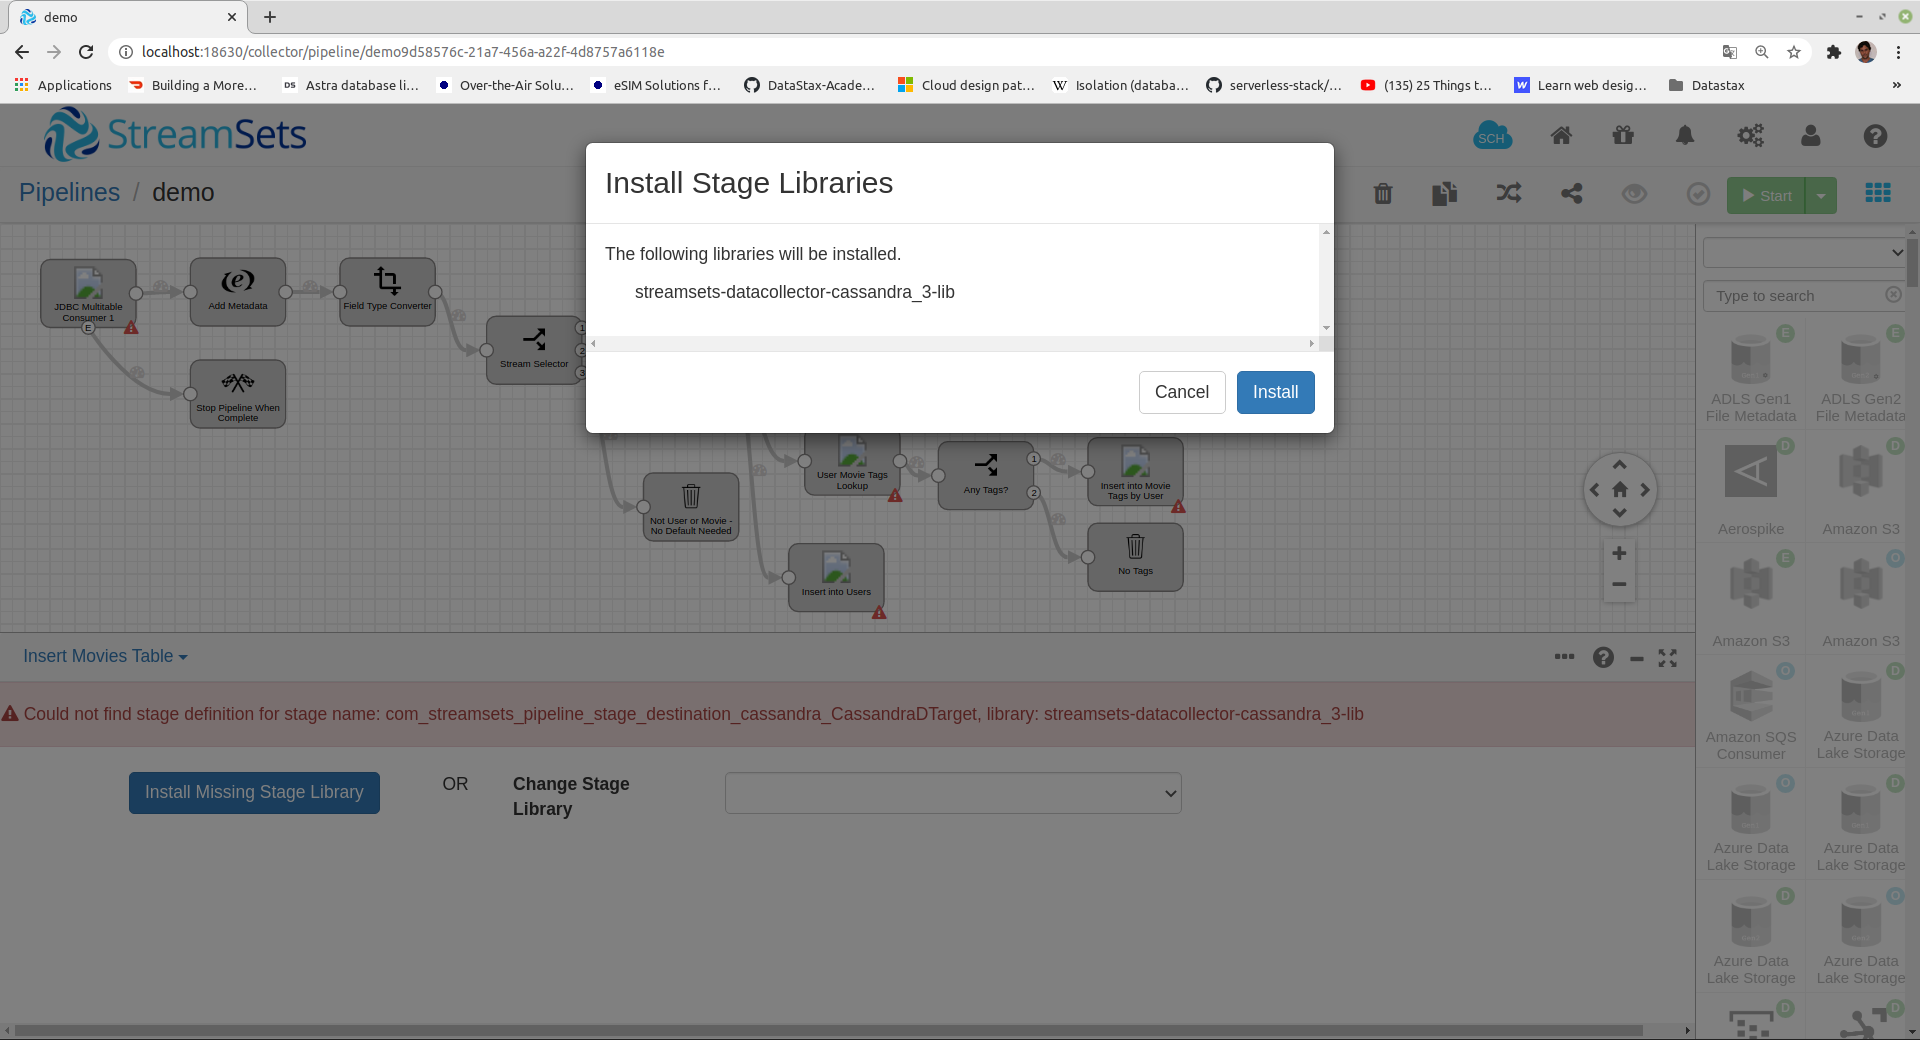 demo
localhost:18630/collector/pipeline/demo9d58576c-21a7-456a-a22f-4d8757a6118e
Applications
Building a More…
DS Astra database li…
Over-the-Air Solu…
eSIM Solutions f…
DataStax-Acade…
Cloud design pat…
W Isolation (databa…
serverless-stack/…
(135) 25 Things t…
W Learn web desig…
Datastax
»
StreamSets
SCH
Pipelines / demo
Start
Install Stage Libraries
The following libraries will be installed.
streamsets-datacollector-cassandra_3-lib
Cancel
Install
JDBC Multitable
Consumer 1
E
Add Metadata
Field Type Converter
Stream Selector
1
2
3
Stop Pipeline When
Complete
User Movie Tags
Lookup
Any Tags?
1
2
Insert into Movie
Tags by User
Not User or Movie -
No Default Needed
No Tags
Insert into Users
Type to search
E
E
ADLS Gen1
File Metadata
ADLS Gen2
File Metadata
D
D
Aerospike
Amazon S3
E
O
Amazon S3
Amazon S3
O
D
Amazon SQS
Consumer
Azure Data
Lake Storage
O
D
Azure Data
Lake Storage
Azure Data
Lake Storage
D
O
Azure Data
Lake Storage
Azure Data
Lake Storage
D
D
Insert Movies Table
Could not find stage definition for stage name: com_streamsets_pipeline_stage_destination_cassandra_CassandraDTarget, library: streamsets-datacollector-cassandra_3-lib
Install Missing Stage Library
OR
Change Stage
Library